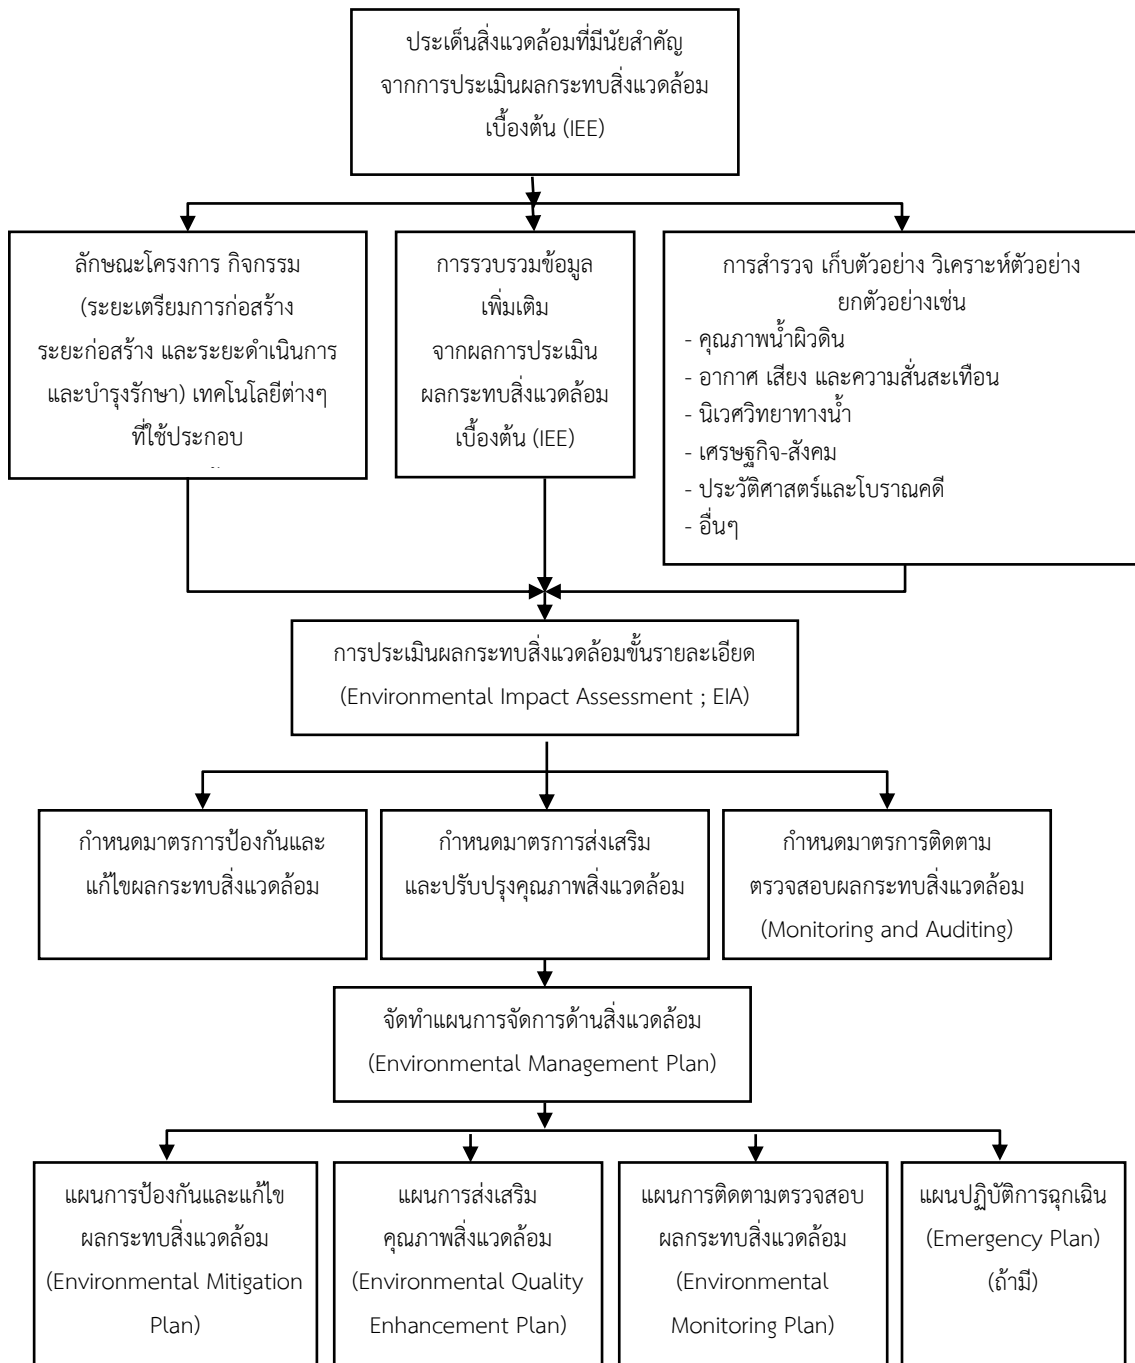 ประเด็นสิ่งแวดล้อมที่มีนัยสำคัญ
จากการประเมินผลกระทบสิ่งแวดล้อม
เบื้องต้น (IEE)
ลักษณะโครงการ กิจกรรม
(ระยะเตรียมการก่อสร้าง
ระยะก่อสร้าง และระยะดำเนินการ
และบำรุงรักษา) เทคโนโลยีต่างๆ
ที่ใช้ประกอบ
การรวบรวมข้อมูล
เพิ่มเติม
จากผลการประเมิน
ผลกระทบสิ่งแวดล้อม
เบื้องต้น (IEE)
การสำรวจ เก็บตัวอย่าง วิเคราะห์ตัวอย่าง
ยกตัวอย่างเช่น
- คุณภาพน้ำผิวดิน
- อากาศ เสียง และความสั่นสะเทือน
- นิเวศวิทยาทางน้ำ
- เศรษฐกิจ-สังคม
- ประวัติศาสตร์และโบราณคดี
- อื่นๆ
การประเมินผลกระทบสิ่งแวดล้อมขั้นรายละเอียด
(Environmental Impact Assessment ; EIA)
กำหนดมาตรการป้องกันและ
แก้ไขผลกระทบสิ่งแวดล้อม
กำหนดมาตรการส่งเสริม
และปรับปรุงคุณภาพสิ่งแวดล้อม
กำหนดมาตรการติดตาม
ตรวจสอบผลกระทบสิ่งแวดล้อม
(Monitoring and Auditing)
จัดทำแผนการจัดการด้านสิ่งแวดล้อม
(Environmental Management Plan)
แผนการป้องกันและแก้ไข
ผลกระทบสิ่งแวดล้อม
(Environmental Mitigation
Plan)
แผนการส่งเสริม
คุณภาพสิ่งแวดล้อม
(Environmental Quality
Enhancement Plan)
แผนการติดตามตรวจสอบ
ผลกระทบสิ่งแวดล้อม
(Environmental
Monitoring Plan)
แผนปฏิบัติการฉุกเฉิน
(Emergency Plan)
(ถ้ามี)